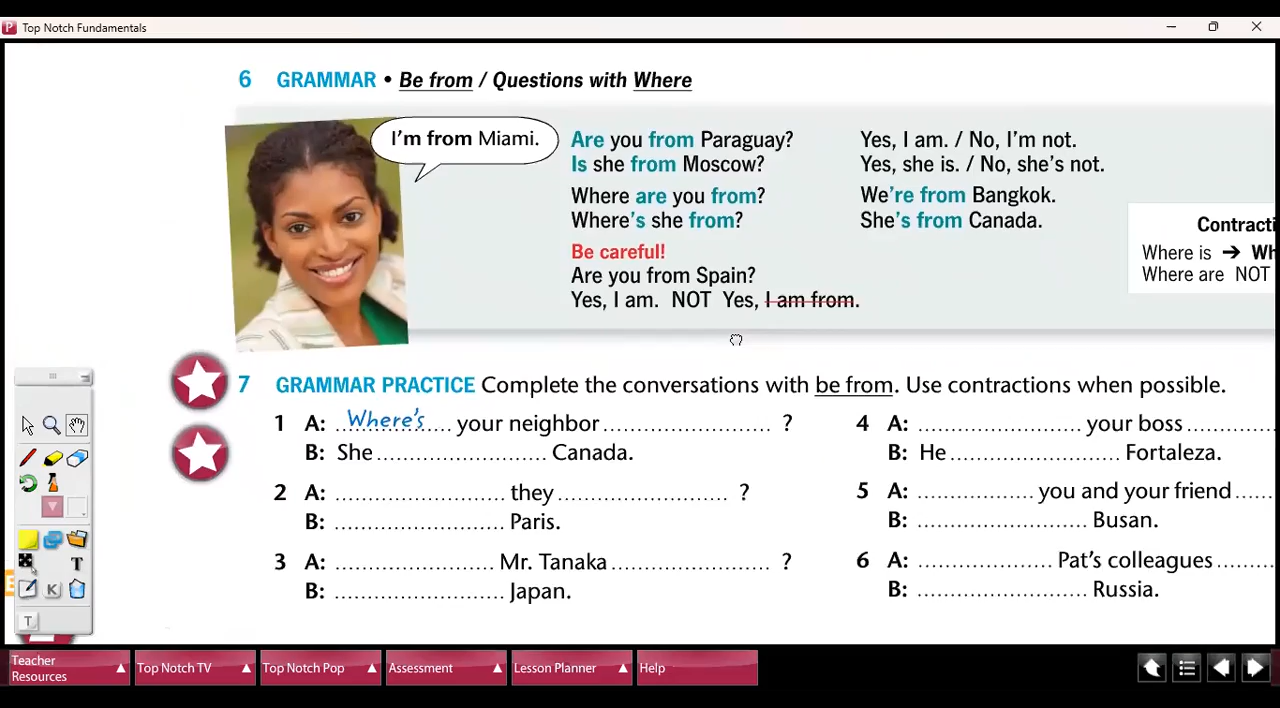 Top Notch Fundamentals
6 GRAMMAR • Be from / Questions with Where
I'm from Miami.
Are you from Paraguay?
Is she from Moscow?
Where are you from?
Where's she from?
Be careful!
Are you from Spain?
Yes, I am. NOT Yes, I am from.
Yes, I am. / No, I'm not.
Yes, she is. / No, she's not.
We're from Bangkok.
She's from Canada.
Contracti
Where is → Wh
Where are NOT
7 GRAMMAR PRACTICE Complete the conversations with be from. Use contractions when possible.
1 A: Where's your neighbor ........................ ?
B: She ........................ Canada.
2 A: ........................ they ........................ ?
B: ........................ Paris.
3 A: ........................ Mr. Tanaka ........................ ?
B: ........................ Japan.
4 A: ........................ your boss ............
B: He ........................ Fortaleza.
5 A: ................ you and your friend .....
B: ........................ Busan.
6 A: ................... Pat's colleagues ........
B: ........................ Russia.
T
K
T
Teacher Resources
Top Notch TV
Top Notch Pop
Assessment
Lesson Planner
Help